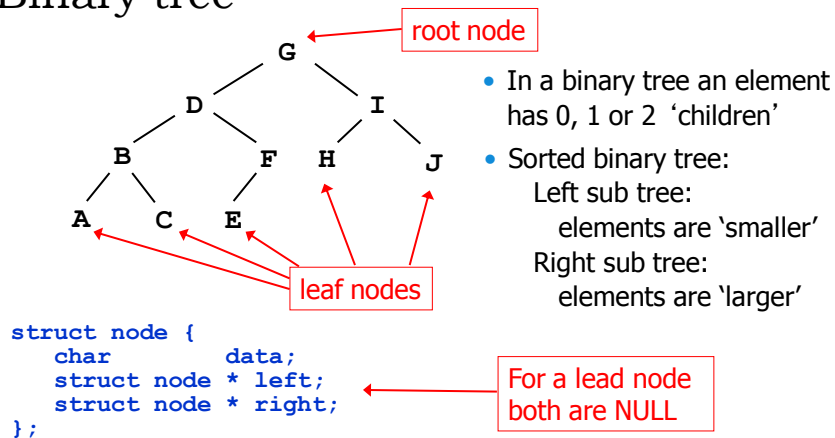 Binary tree
root node
G
D I
B F H J
A C E
leaf nodes
• In a binary tree an element
has 0, 1 or 2 ‘children’
• Sorted binary tree:
Left sub tree:
elements are ‘smaller’
Right sub tree:
elements are ‘larger’
struct node {
char data;
struct node * left;
struct node * right;
};
For a lead node
both are NULL